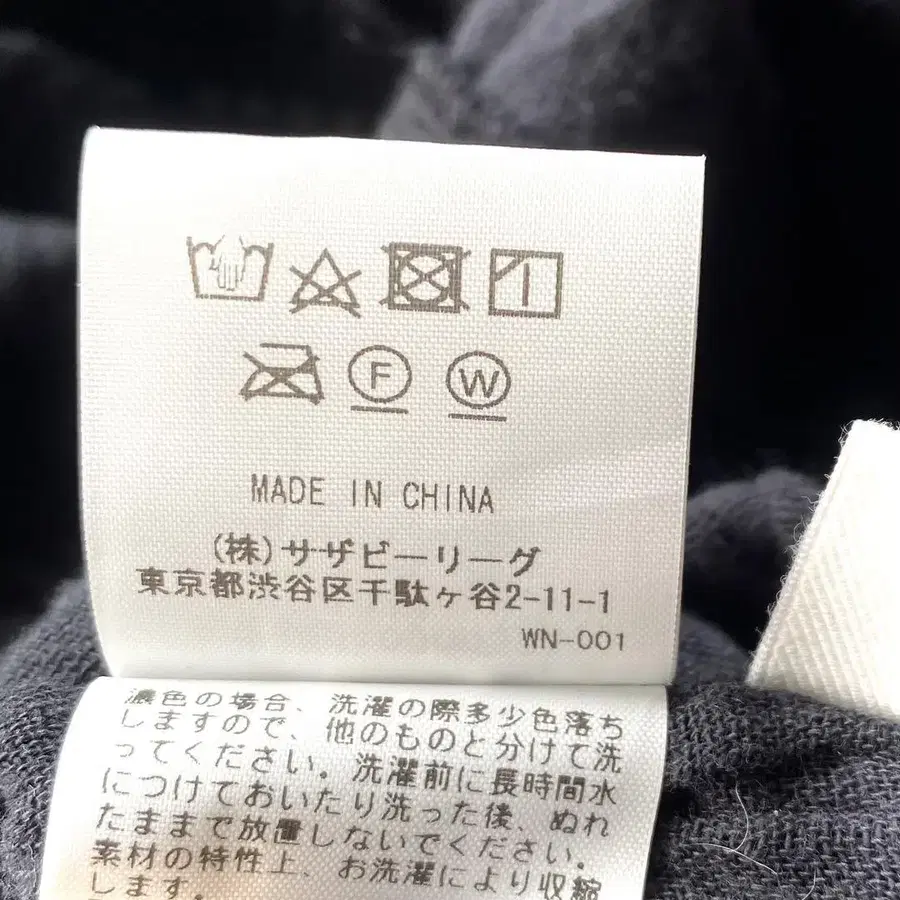 F W
MADE IN CHINA
(株)サザビーリーグ
東京都渋谷区千駄ヶ谷2-11-1
WN-001
濃色の場合、洗濯の際多少色落ち
しますので、他のものと分けて洗
ってください。洗濯前に長時間水
につけておいたり洗った後、ぬれ
たままで放置しないでください。
素材の特性上、お洗濯により収縮
します。